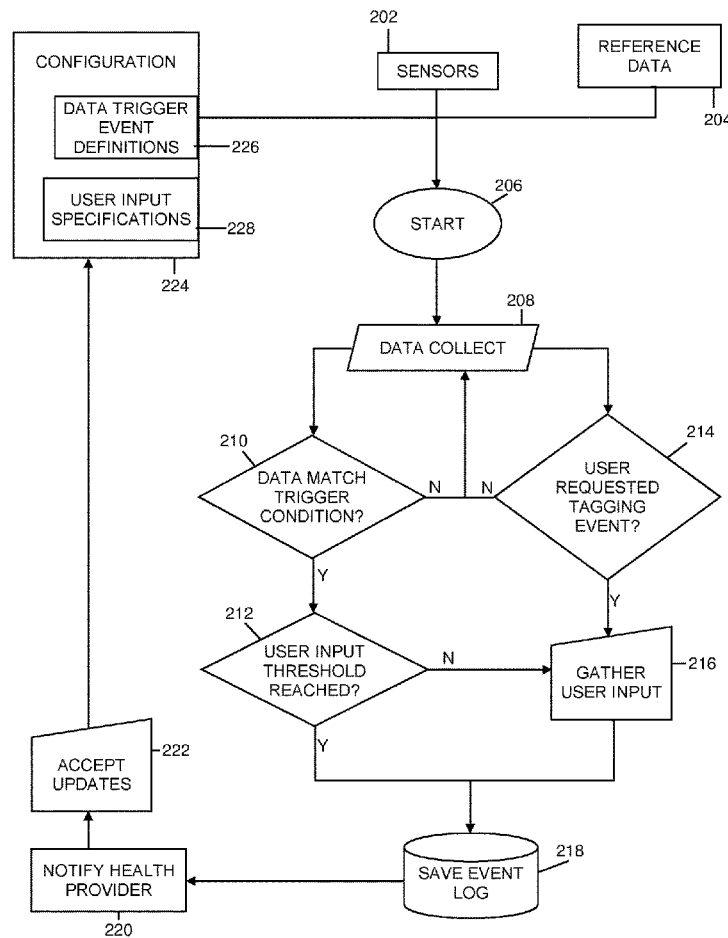 202
SENSORS
REFERENCE
DATA
204
CONFIGURATION
DATA TRIGGER
EVENT
DEFINITIONS
226
USER INPUT
SPECIFICATIONS
228
224
206
START
208
DATA COLLECT
210
DATA MATCH
TRIGGER
CONDITION?
N
N
214
USER
REQUESTED
TAGGING
EVENT?
Y
Y
212
USER INPUT
THRESHOLD
REACHED?
N
216
GATHER
USER INPUT
Y
222
ACCEPT
UPDATES
218
SAVE EVENT
LOG
NOTIFY HEALTH
PROVIDER
220